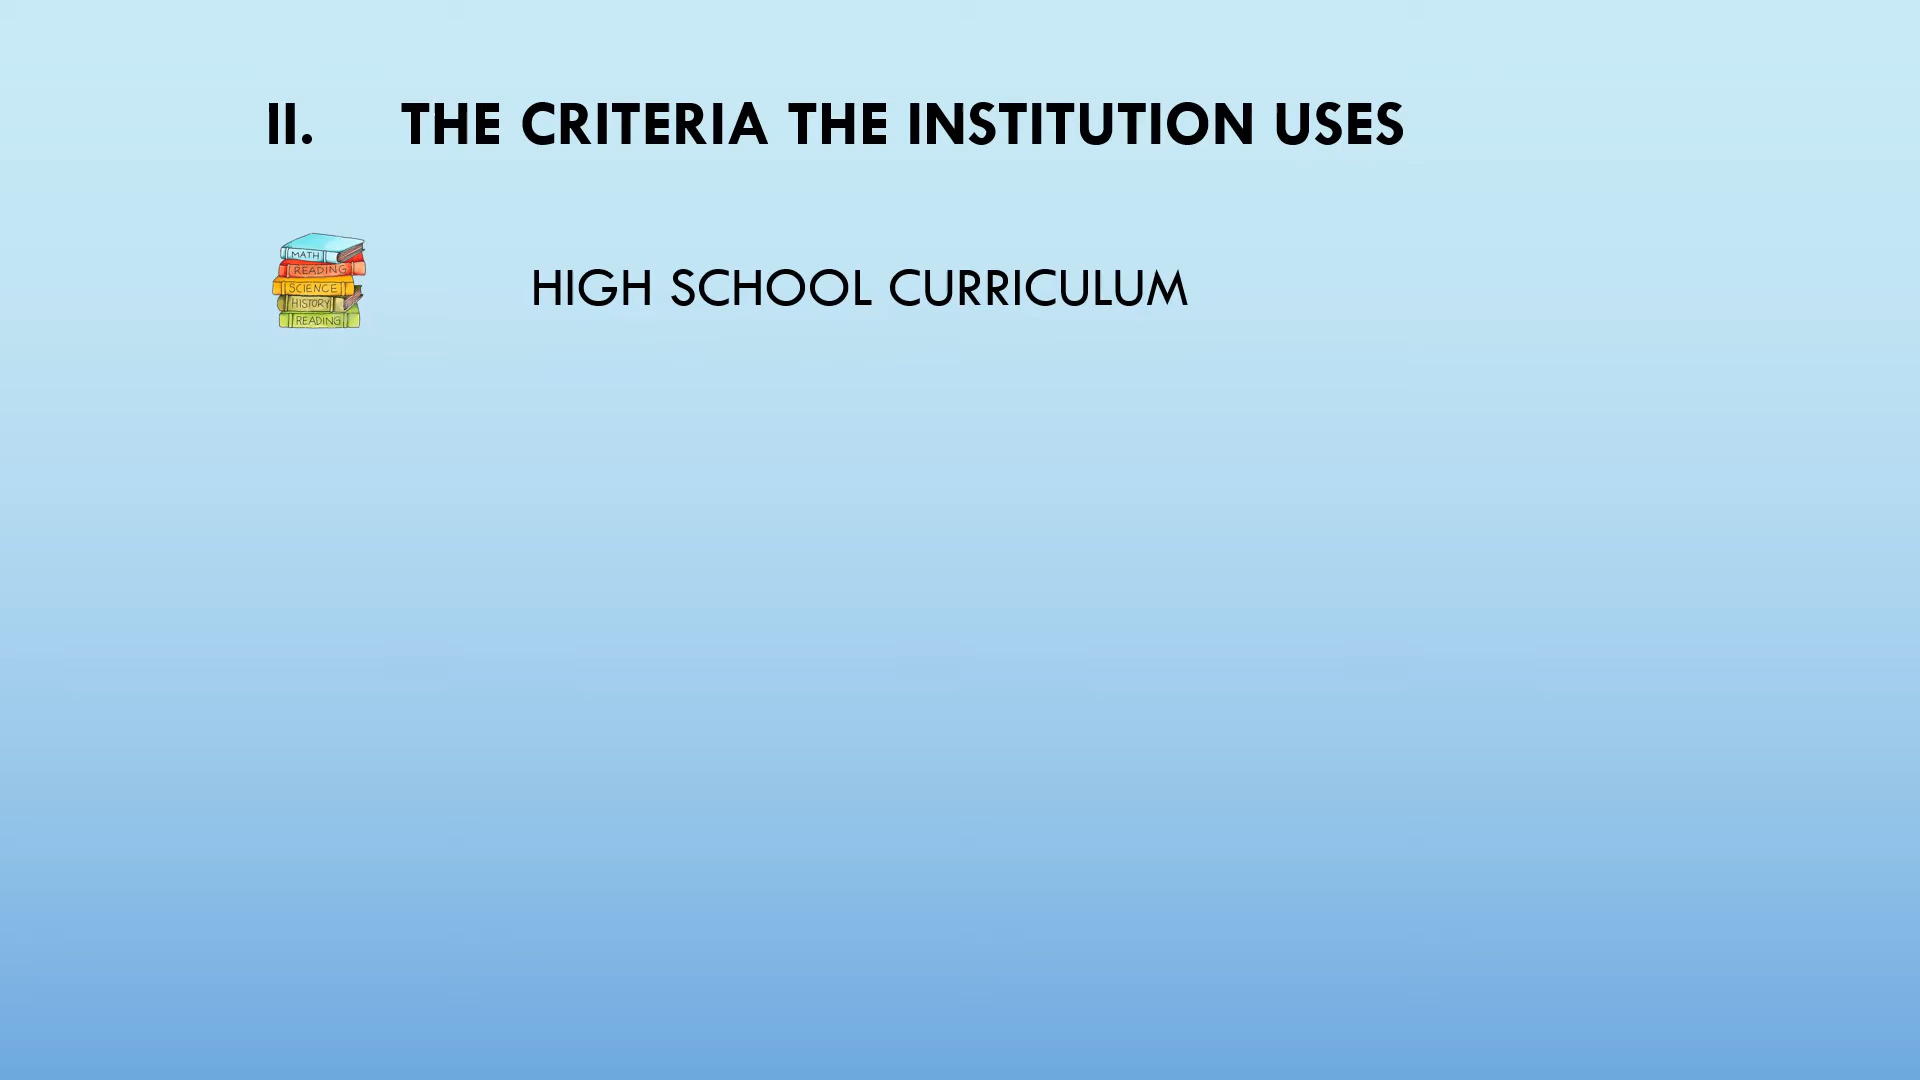 II. THE CRITERIA THE INSTITUTION USES
MATH
READING
SCIENCE
HISTORY
READING
HIGH SCHOOL CURRICULUM